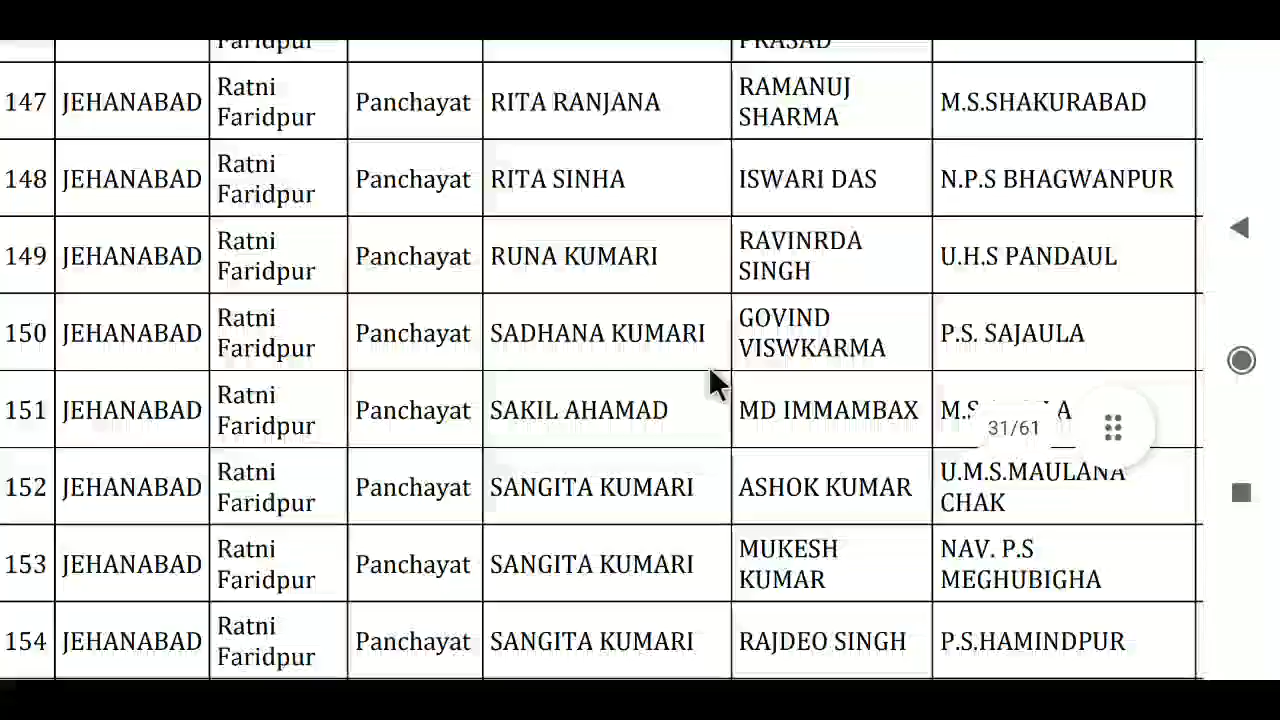 Faridpur PRASAD
147 JEHANABAD Ratni Faridpur Panchayat RITA RANJANA RAMANUJ SHARMA M.S.SHAKURABAD
148 JEHANABAD Ratni Faridpur Panchayat RITA SINHA ISWARI DAS N.P.S BHAGWANPUR
149 JEHANABAD Ratni Faridpur Panchayat RUNA KUMARI RAVINRDA SINGH U.H.S PANDAUL
150 JEHANABAD Ratni Faridpur Panchayat SADHANA KUMARI GOVIND VISWKARMA P.S. SAJAULA
151 JEHANABAD Ratni Faridpur Panchayat SAKIL AHAMAD MD IMMAMBAX
31/61
152 JEHANABAD Ratni Faridpur Panchayat SANGITA KUMARI ASHOK KUMAR U.M.S.MAULANA CHAK
153 JEHANABAD Ratni Faridpur Panchayat SANGITA KUMARI MUKESH KUMAR NAV. P.S MEGHUBIGHA
154 JEHANABAD Ratni Faridpur Panchayat SANGITA KUMARI RAJDEO SINGH P.S.HAMINDPUR